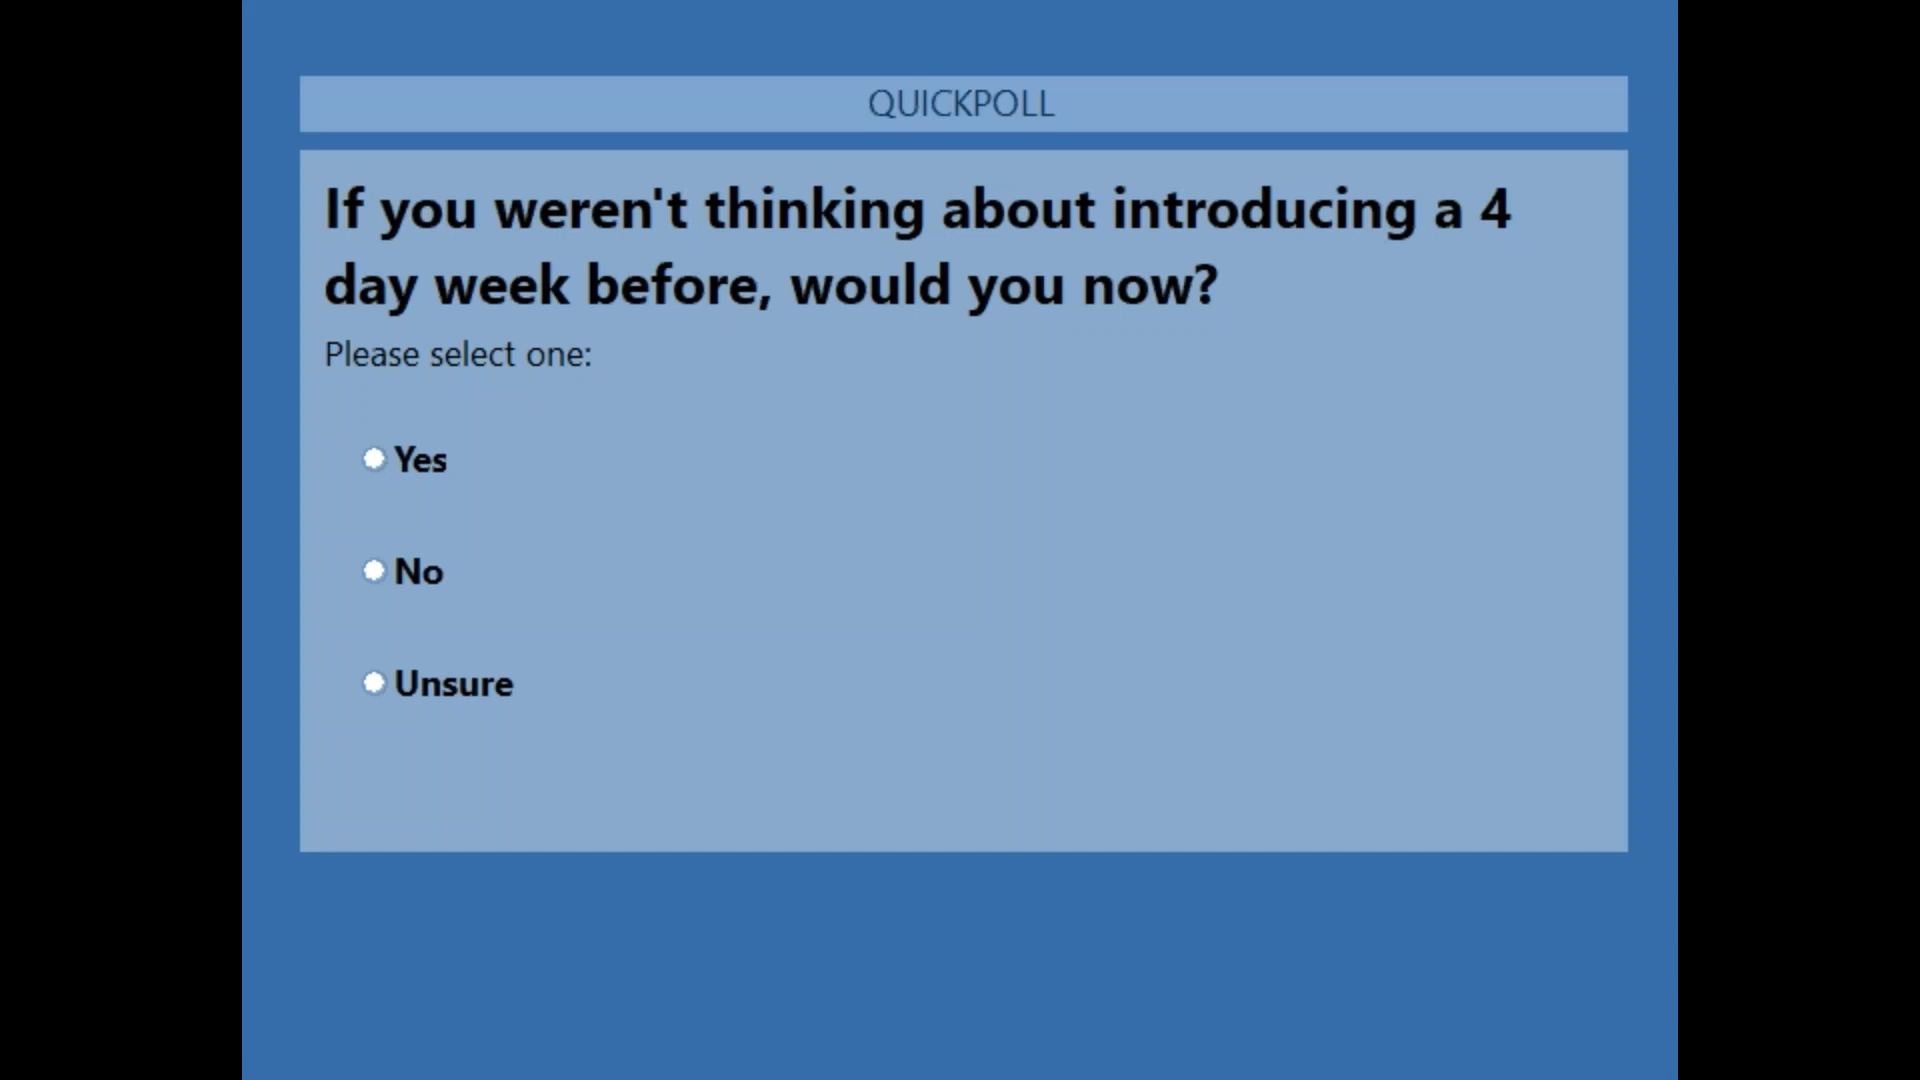 QUICKPOLL
If you weren't thinking about introducing a 4
day week before, would you now?
Please select one:
Yes
No
Unsure